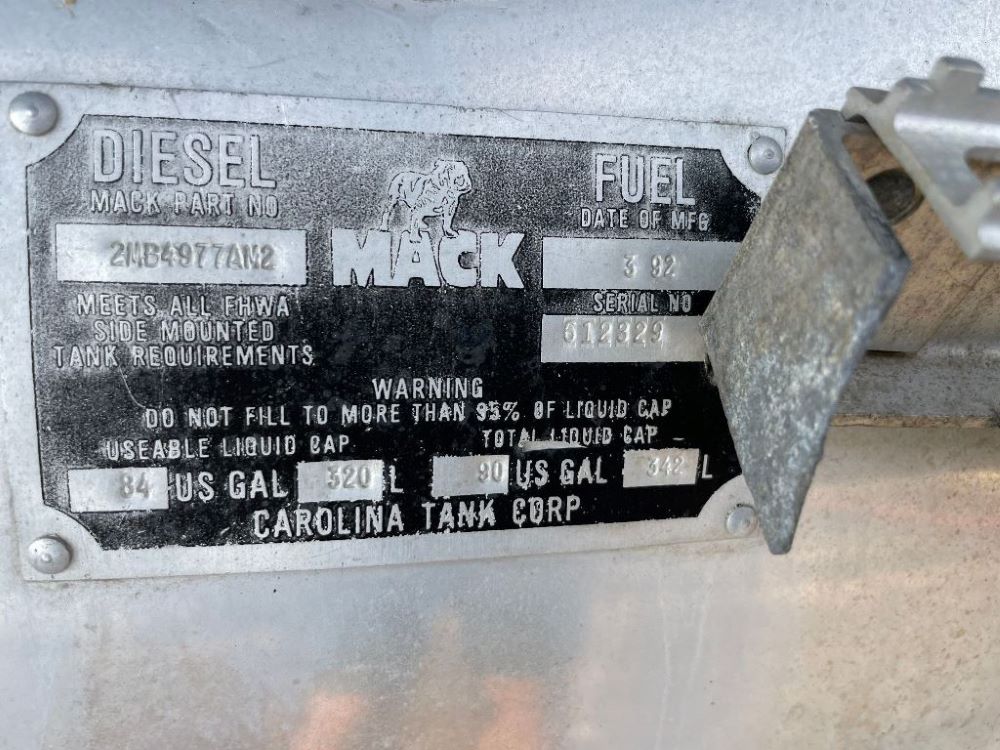 DIESEL
FUEL
MACK PART NO
2MB4977AM2
MACK
DATE OF MFG
3 92
MEETS ALL FHWA
SIDE MOUNTED
TANK REQUIREMENTS
SERIAL NO
612329
WARNING
DO NOT FILL TO MORE THAN 95% OF LIQUID CAP
USEABLE LIQUID CAP
TOTAL LIQUID CAP
84 US GAL 320 L 90 US GAL 342 L
CAROLINA TANK CORP